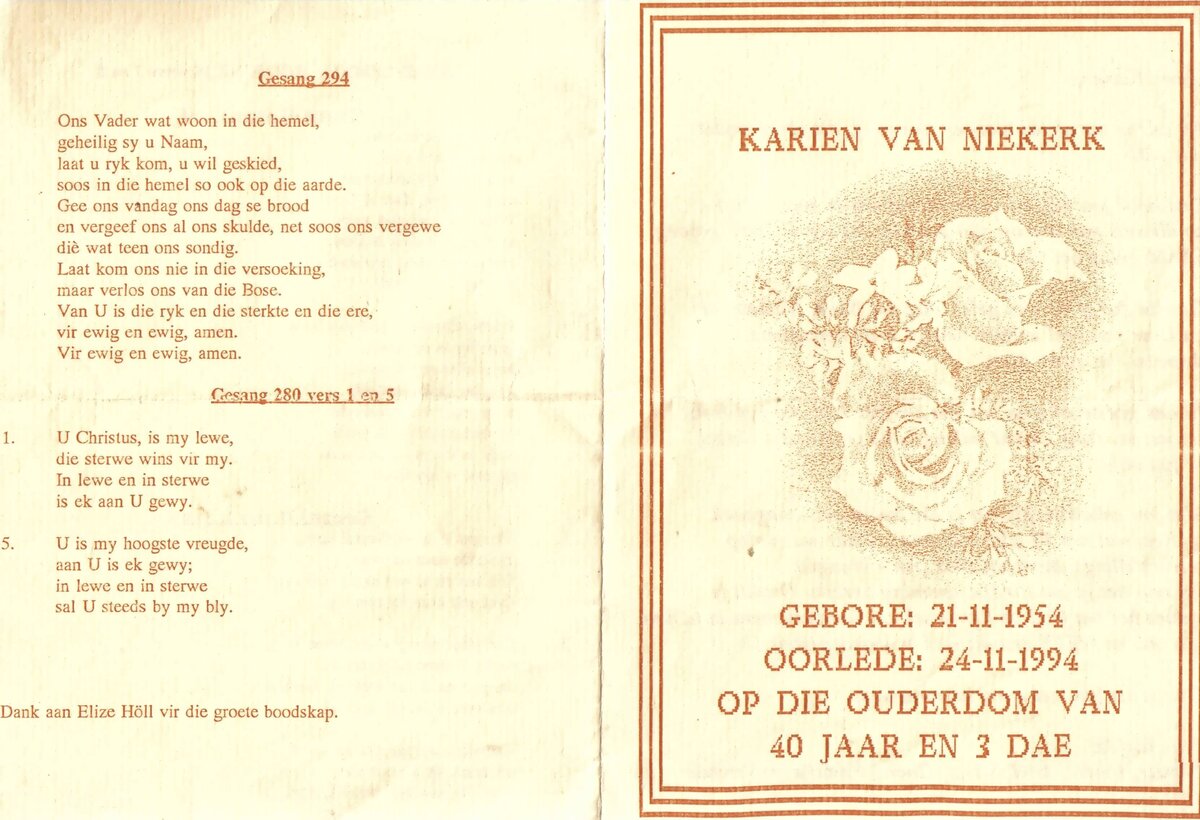 Gesang 294
Ons Vader wat woon in die hemel,
geheilig sy u Naam,
laat u ryk kom, u wil geskied,
soos in die hemel so ook op die aarde.
Gee ons vandag ons dag se brood
en vergeef ons al ons skulde, net soos ons vergewe
diè wat teen ons sondig.
Laat kom ons nie in die versoeking,
maar verlos ons van die Bose.
Van U is die ryk en die sterkte en die ere,
vir ewig en ewig, amen.
Vir ewig en ewig, amen.
Gesang 280 vers 1 en 5
1. U Christus, is my lewe,
die sterwe wins vir my.
In lewe en in sterwe
is ek aan U gewy.
5. U is my hoogste vreugde,
aan U is ek gewy;
in lewe en in sterwe
sal U steeds by my bly.
Dank aan Elize Höll vir die groete boodskap.
KARIEN VAN NIEKERK
GEBORE: 21-11-1954
OORLEDE: 24-11-1994
OP DIE OUDERDOM VAN
40 JAAR EN 3 DAE